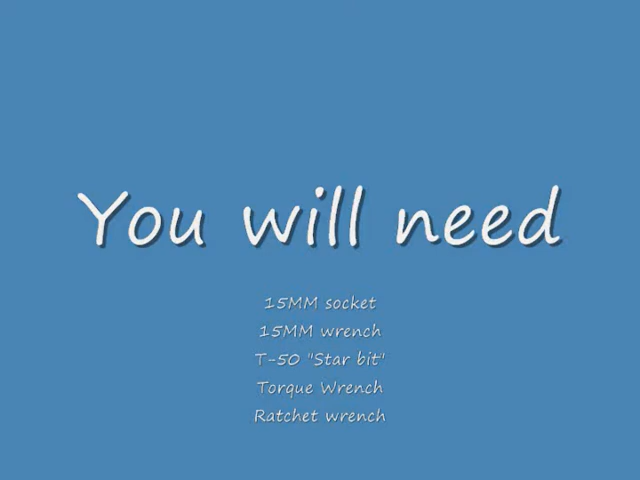 You will need
15MM socket
15MM wrench
T-50 "Star bit"
Torque Wrench
Ratchet wrench